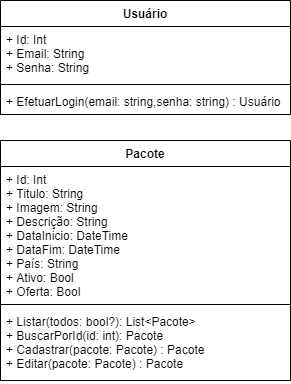 Usuário
+ Id: Int
+ Email: String
+ Senha: String
+ EfetuarLogin(email: string,senha: string) : Usuário
Pacote
+ Id: Int
+ Titulo: String
+ Imagem: String
+ Descrição: String
+ DataInicio: DateTime
+ DataFim: DateTime
+ País: String
+ Ativo: Bool
+ Oferta: Bool
+ Listar(todos: bool?): List<Pacote>
+ BuscarPorId(id: int): Pacote
+ Cadastrar(pacote: Pacote) : Pacote
+ Editar(pacote: Pacote) : Pacote